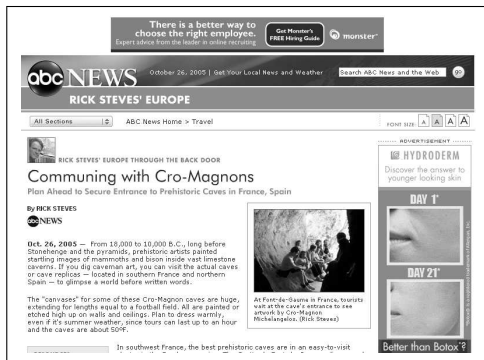 There is a better way to
choose the right employee.
Expert advice from the leader in online recruiting
Get Monster's
FREE Hiring Guide
monster
abc NEWS
October 26, 2005 | Get Your Local News and Weather
Search ABC News and the Web
go
RICK STEVES' EUROPE
All Sections
ABC News Home > Travel
FONT SIZE: A A A A
ADVERTISEMENT
RICK STEVES' EUROPE THROUGH THE BACK DOOR
Communing with Cro-Magnons
Plan Ahead to Secure Entrance to Prehistoric Caves in France, Spain
By RICK STEVES
abc NEWS
Oct. 26, 2005 — From 18,000 to 10,000 B.C., long before
Stonehenge and the pyramids, prehistoric artists painted
startling images of mammoths and bison inside vast limestone
caverns. If you dig caveman art, you can visit the actual caves
or cave replicas — located in southern France and northern
Spain — to glimpse a world before written words.
The "canvases" for some of these Cro-Magnon caves are huge,
extending for lengths equal to a football field. All are painted or
etched high up on walls and ceilings. Plan to dress warmly,
even if it's summer weather, since tours can last up to an hour
and the caves are about 50ºF.
At Font-de-Gaume in France, tourists
wait at the cave's entrance to see
artwork by Cro-Magnon
Michelangelos. (Rick Steves)
In southwest France, the best prehistoric caves are in an easy-to-visit
HYDRODERM
Discover the answer to
younger looking skin
DAY 1*
DAY 21*
Better than Botox*?